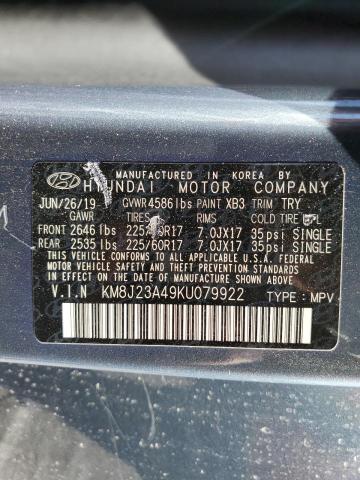 MANUFACTURED IN KOREA BY
HYUNDAI MOTOR COMPANY
JUN/26/19 GVWR4586lbs PAINT XB3 TRIM TRY
GAWR TIRES RIMS COLD TIRE
FRONT 2646 lbs 7.0JX17 35psi SINGLE
REAR 2535 lbs 225/60R17 7.0JX17 35psi SINGLE
THIS VEHICLE CONFORMS TO ALL APPLICABLE U.S.A. FEDERAL
MOTOR VEHICLE SAFETY, BUMPER, AND THEFT PREVENTION
STANDARDS IN EFFECT ON THE DATE OF MANUFACTURE SHOWN ABOVE.
V.I.N KM8J23A49KU079922 TYPE : MPV